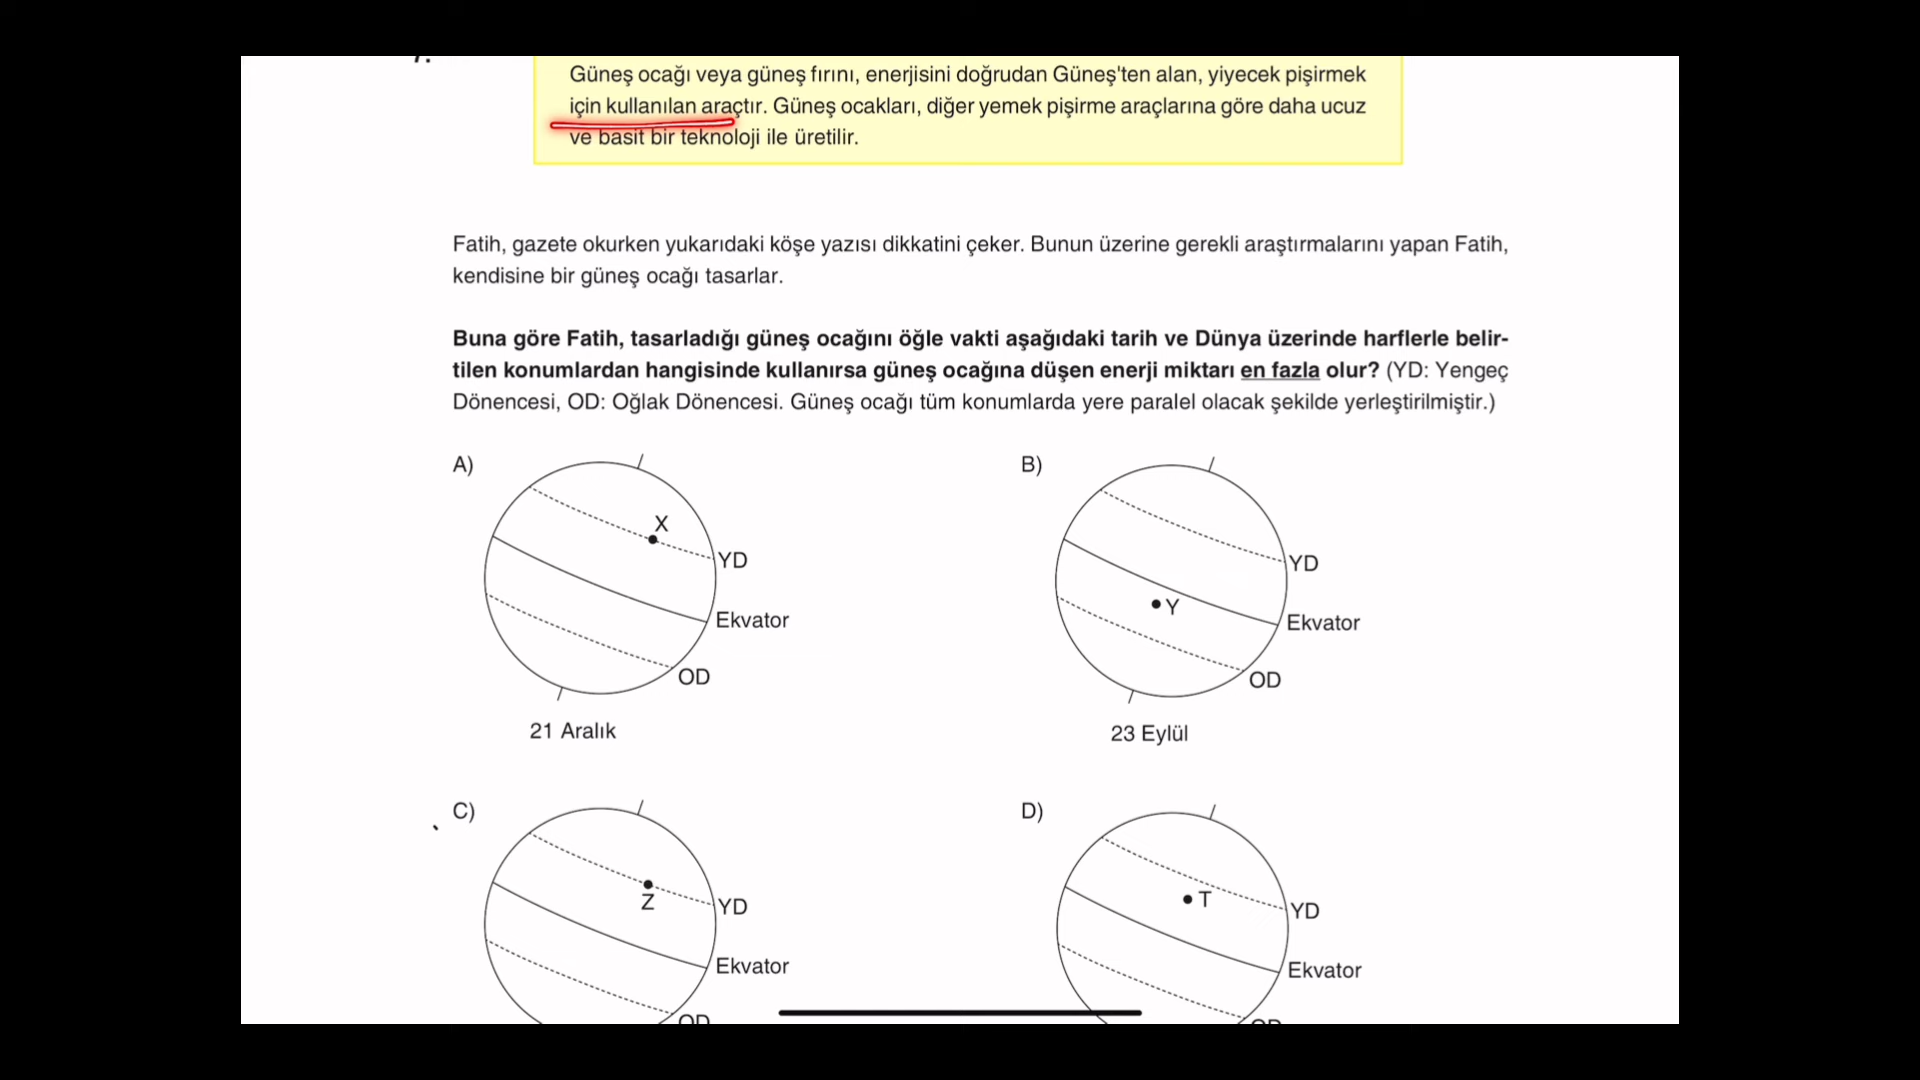 Güneş ocağı veya güneş fırını, enerjisini doğrudan Güneş'ten alan, yiyecek pişirmek
için kullanılan araçtır. Güneş ocakları, diğer yemek pişirme araçlarına göre daha ucuz
ve basit bir teknoloji ile üretilir.
Fatih, gazete okurken yukarıdaki köşe yazısı dikkatini çeker. Bunun üzerine gerekli araştırmalarını yapan Fatih,
kendisine bir güneş ocağı tasarlar.
Buna göre Fatih, tasarladığı güneş ocağını öğle vakti aşağıdaki tarih ve Dünya üzerinde harflerle belir-
tilen konumlardan hangisinde kullanırsa güneş ocağına düşen enerji miktarı en fazla olur? (YD: Yengeç
Dönencesi, OD: Oğlak Dönencesi. Güneş ocağı tüm konumlarda yere paralel olacak şekilde yerleştirilmiştir.)
A)
X
YD
Ekvator
OD
21 Aralık
B)
YD
Y
Ekvator
OD
23 Eylül
C)
Z
YD
Ekvator
OD
D)
T
YD
Ekvator
OD